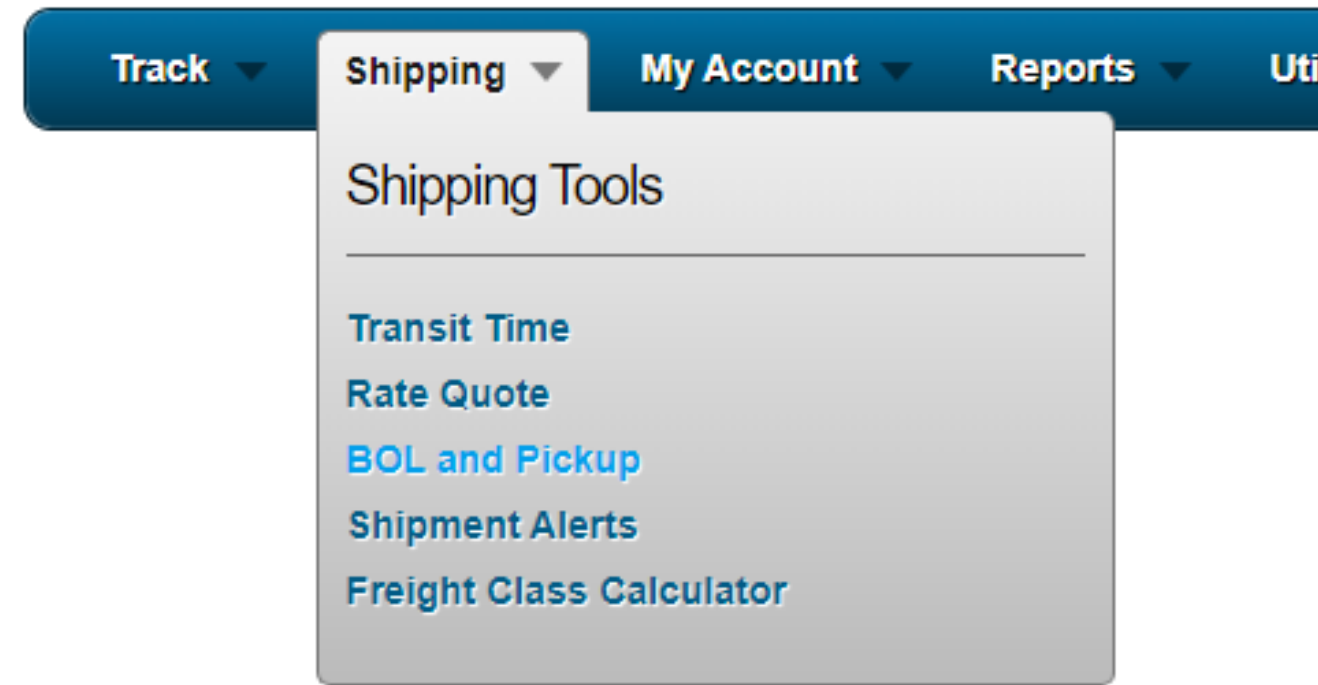 Track Shipping My Account Reports Uti
Shipping Tools
Transit Time
Rate Quote
BOL and Pickup
Shipment Alerts
Freight Class Calculator